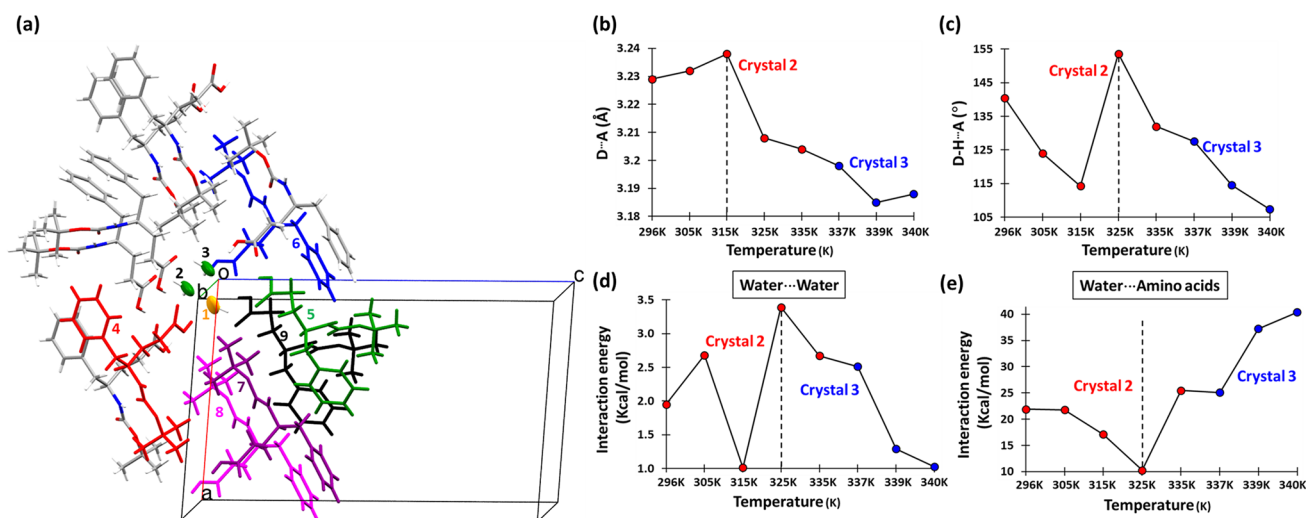 (a)
4
2
3
1
o
b
a
c
6
5
9
7
8
(b)
D···A (Å)
3.24
3.23
3.22
3.21
3.2
3.19
3.18
Crystal 2
Crystal 3
296K 305K 315K 325K 335K 337K 339K 340K
Temperature (K)
(c)
D-H···A (°)
155
145
135
125
115
105
Crystal 2
Crystal 3
296K 305K 315K 325K 335K 337K 339K 340K
Temperature (K)
(d)
Water···Water
Interaction energy
(Kcal/mol)
3.5
3.0
2.5
2.0
1.5
1.0
Crystal 2
Crystal 3
296K 305K 315K 325K 335K 337K 339K 340K
Temperature (K)
(e)
Water···Amino acids
Interaction energy
(Kcal/mol)
40
35
30
25
20
15
10
Crystal 2
Crystal 3
296K 305K 315K 325K 335K 337K 339K 340K
Temperature (K)